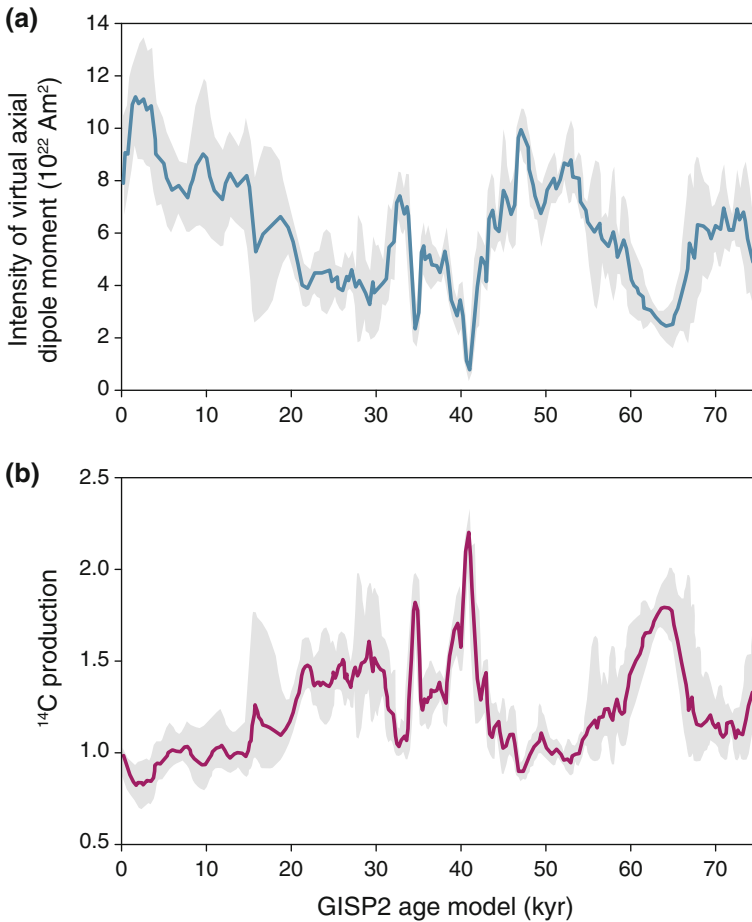 (a)
14
12
10
8
6
4
2
0
Intensity of virtual axial
dipole moment (10²² Am²)
0 10 20 30 40 50 60 70
(b)
2.5
2.0
1.5
1.0
0.5
¹⁴C production
0 10 20 30 40 50 60 70
GISP2 age model (kyr)